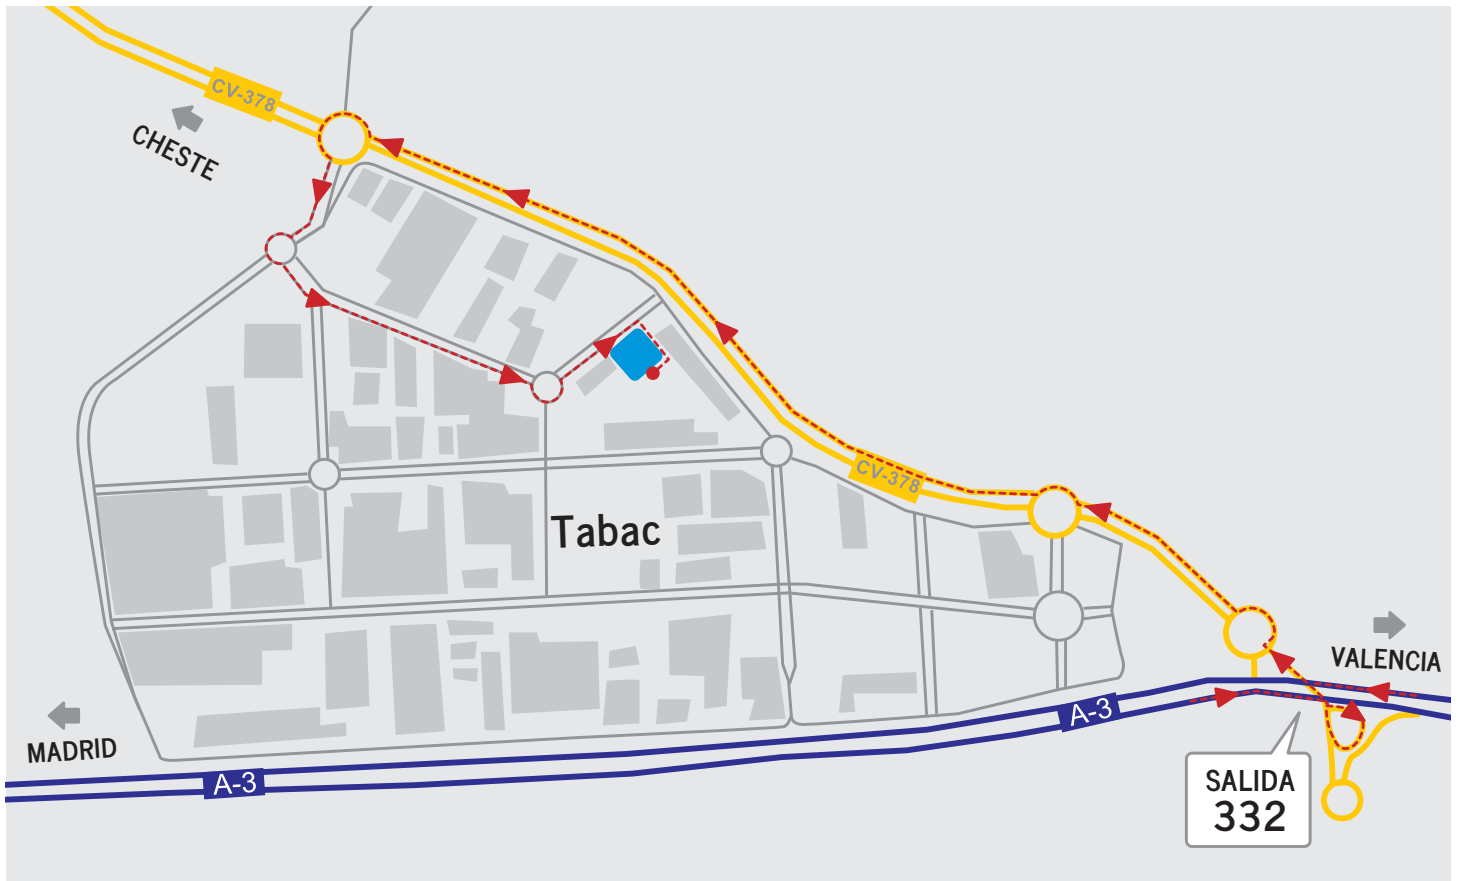 CV-378
CHESTE
CV-378
Tabac
VALENCIA
A-3
MADRID
A-3
SALIDA
332